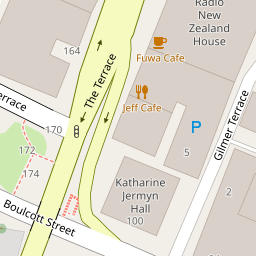 Radio
New
Zealand
House
164
The Terrace
Fuwa Cafe
Jeff Cafe
errace
170
P
172
5
Gilmer Terrace
174
Katharine
Jermyn
Hall
2
Boulcott Street
100